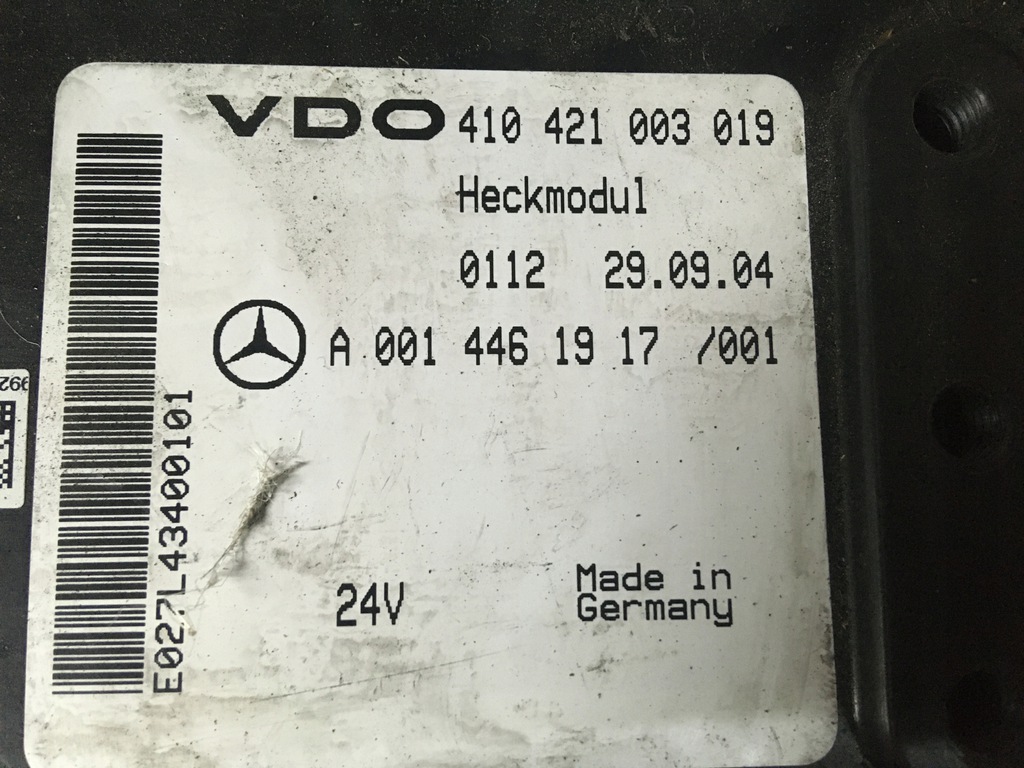 VDO 410 421 003 019
Heckmodul
0112 29.09.04
A 001 446 19 17 /001
E027L43400101
24V
Made in
Germany